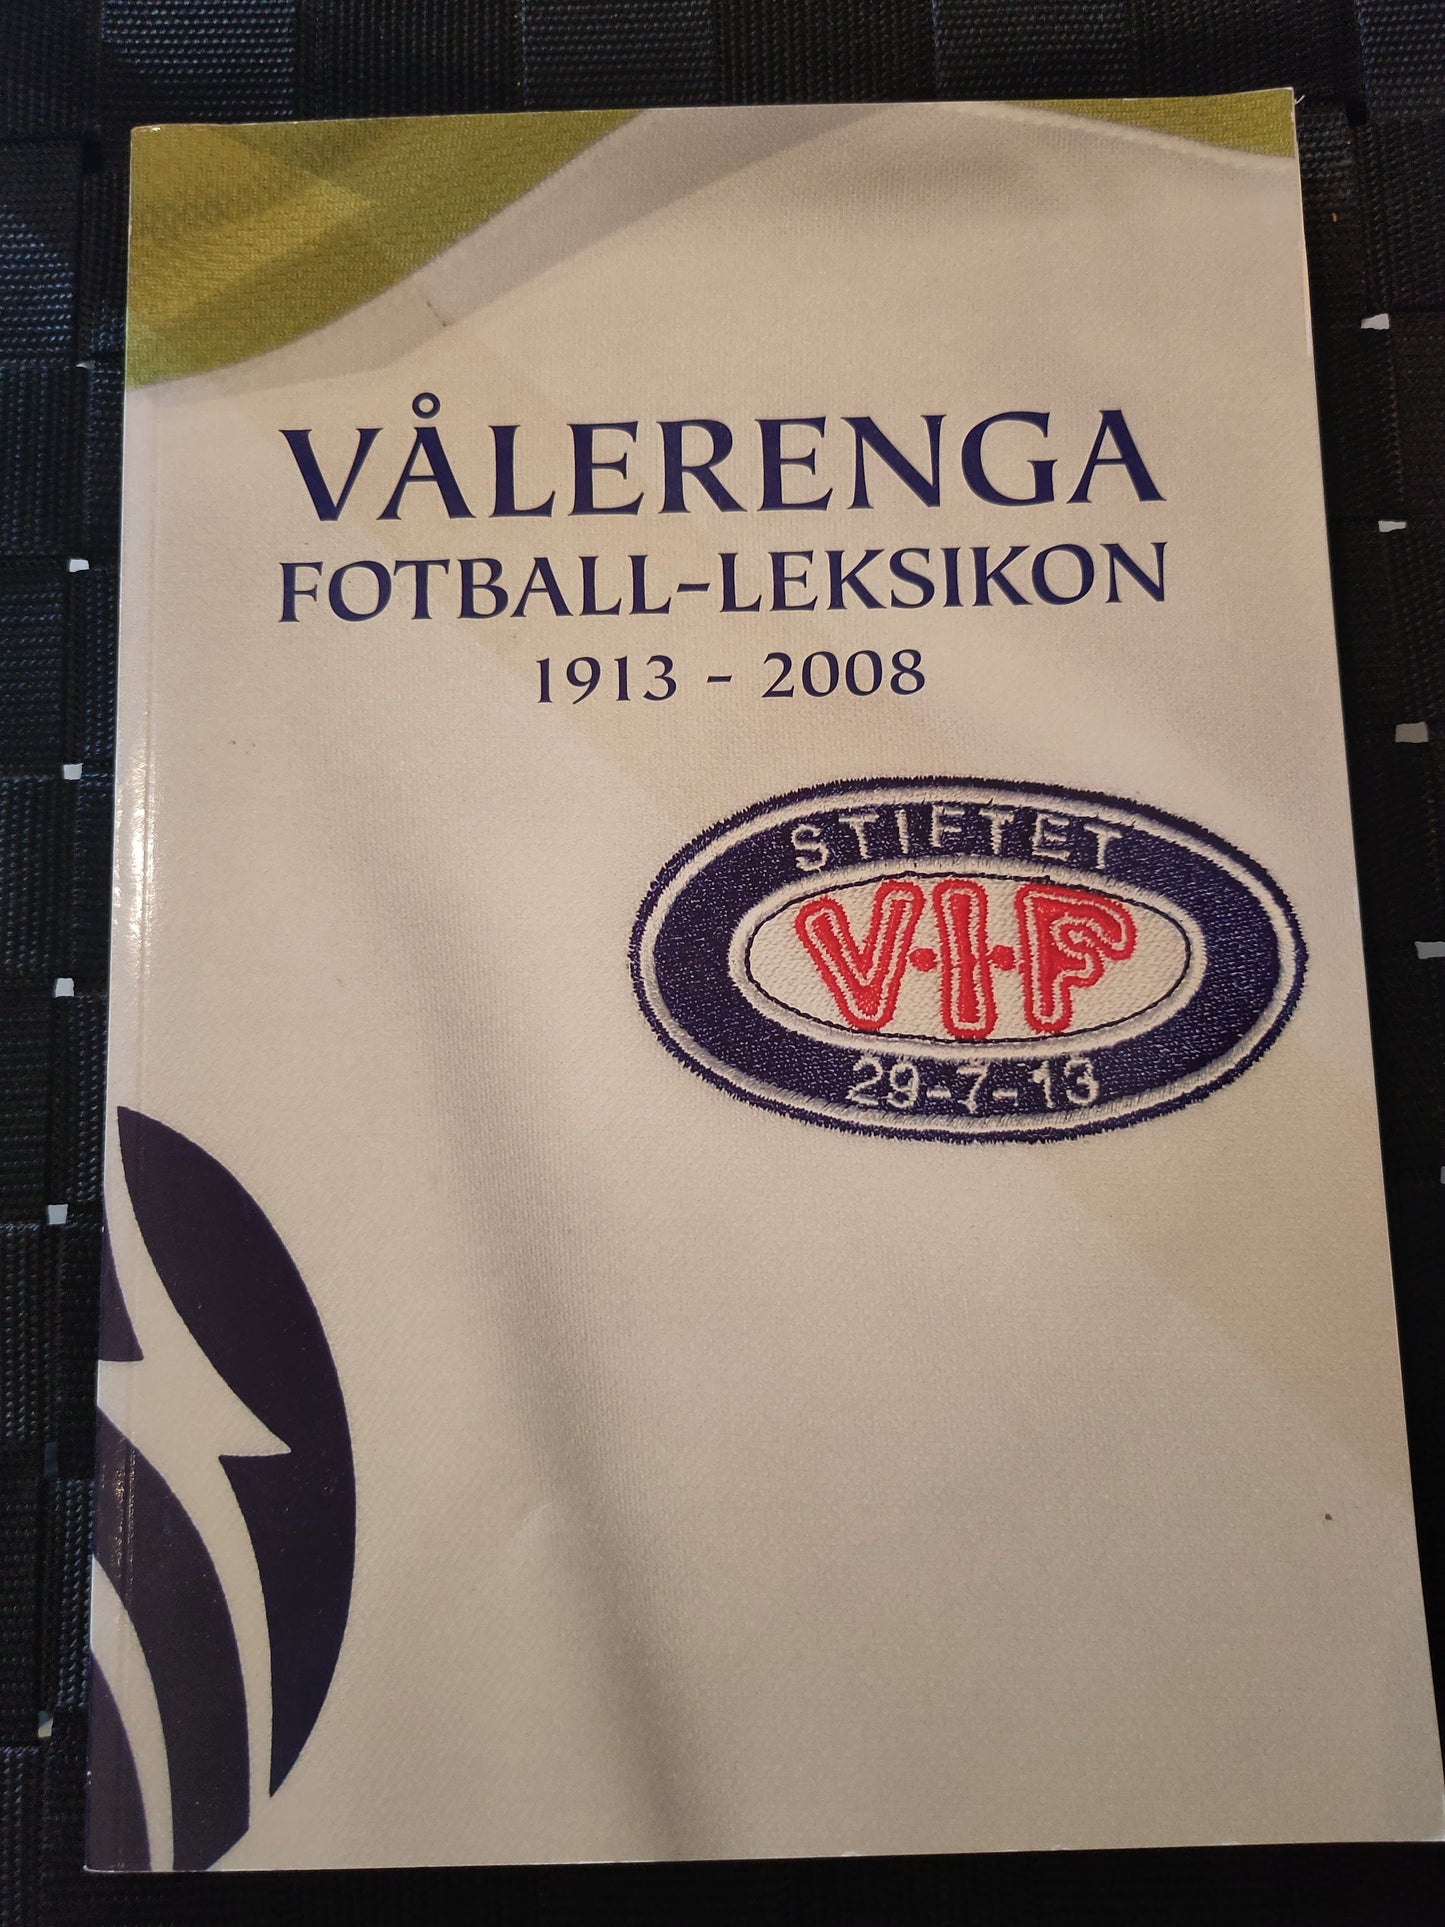 VÅLERENGA
FOTBALL-LEKSIKON
1913 - 2008
STIFTET
V·I·F
29-7-13